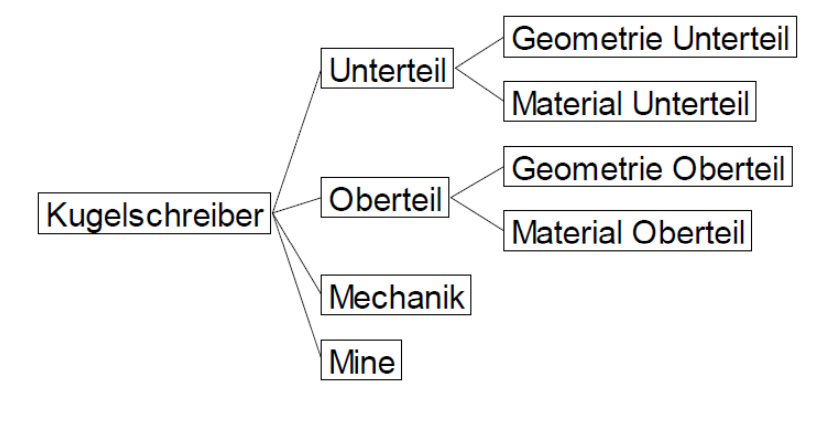 Geometrie Unterteil
Unterteil
Material Unterteil
Geometrie Oberteil
Oberteil
Kugelschreiber
Material Oberteil
Mechanik
Mine